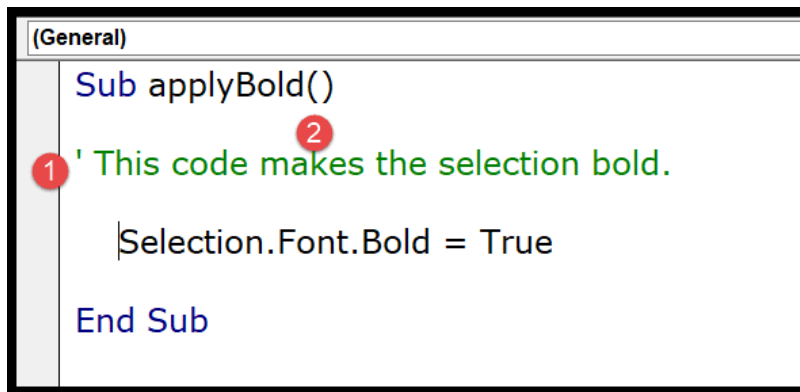 (General)
Sub applyBold()
2
1 ' This code makes the selection bold.
Selection.Font.Bold = True
End Sub